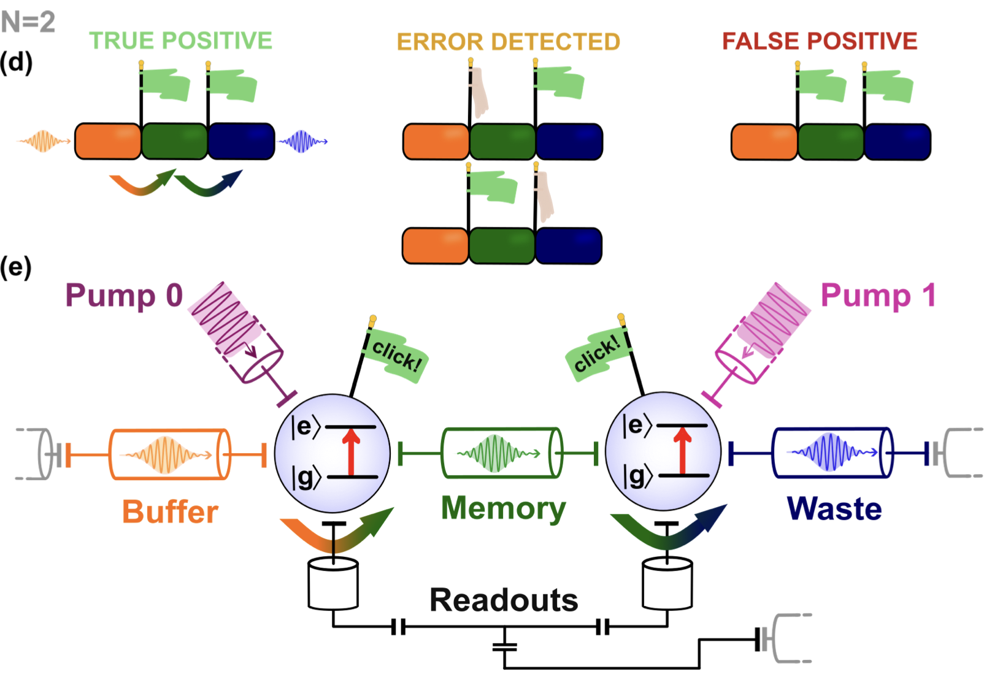 N=2
TRUE POSITIVE
ERROR DETECTED
FALSE POSITIVE
(d)
(e)
Pump 0
Pump 1
click!
click!
|e⟩
|g⟩
|e⟩
|g⟩
Buffer
Memory
Waste
Readouts